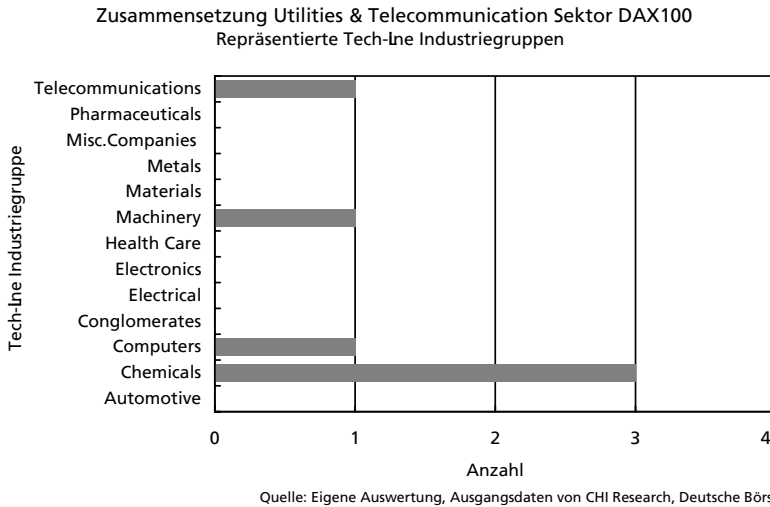 Zusammensetzung Utilities & Telecommunication Sektor DAX100
Repräsentierte Tech-Line Industriegruppen
Tech-Line Industriegruppe
Telecommunications
Pharmaceuticals
Misc.Companies
Metals
Materials
Machinery
Health Care
Electronics
Electrical
Conglomerates
Computers
Chemicals
Automotive
0 1 2 3 4
Anzahl
Quelle: Eigene Auswertung, Ausgangsdaten von CHI Research, Deutsche Börs